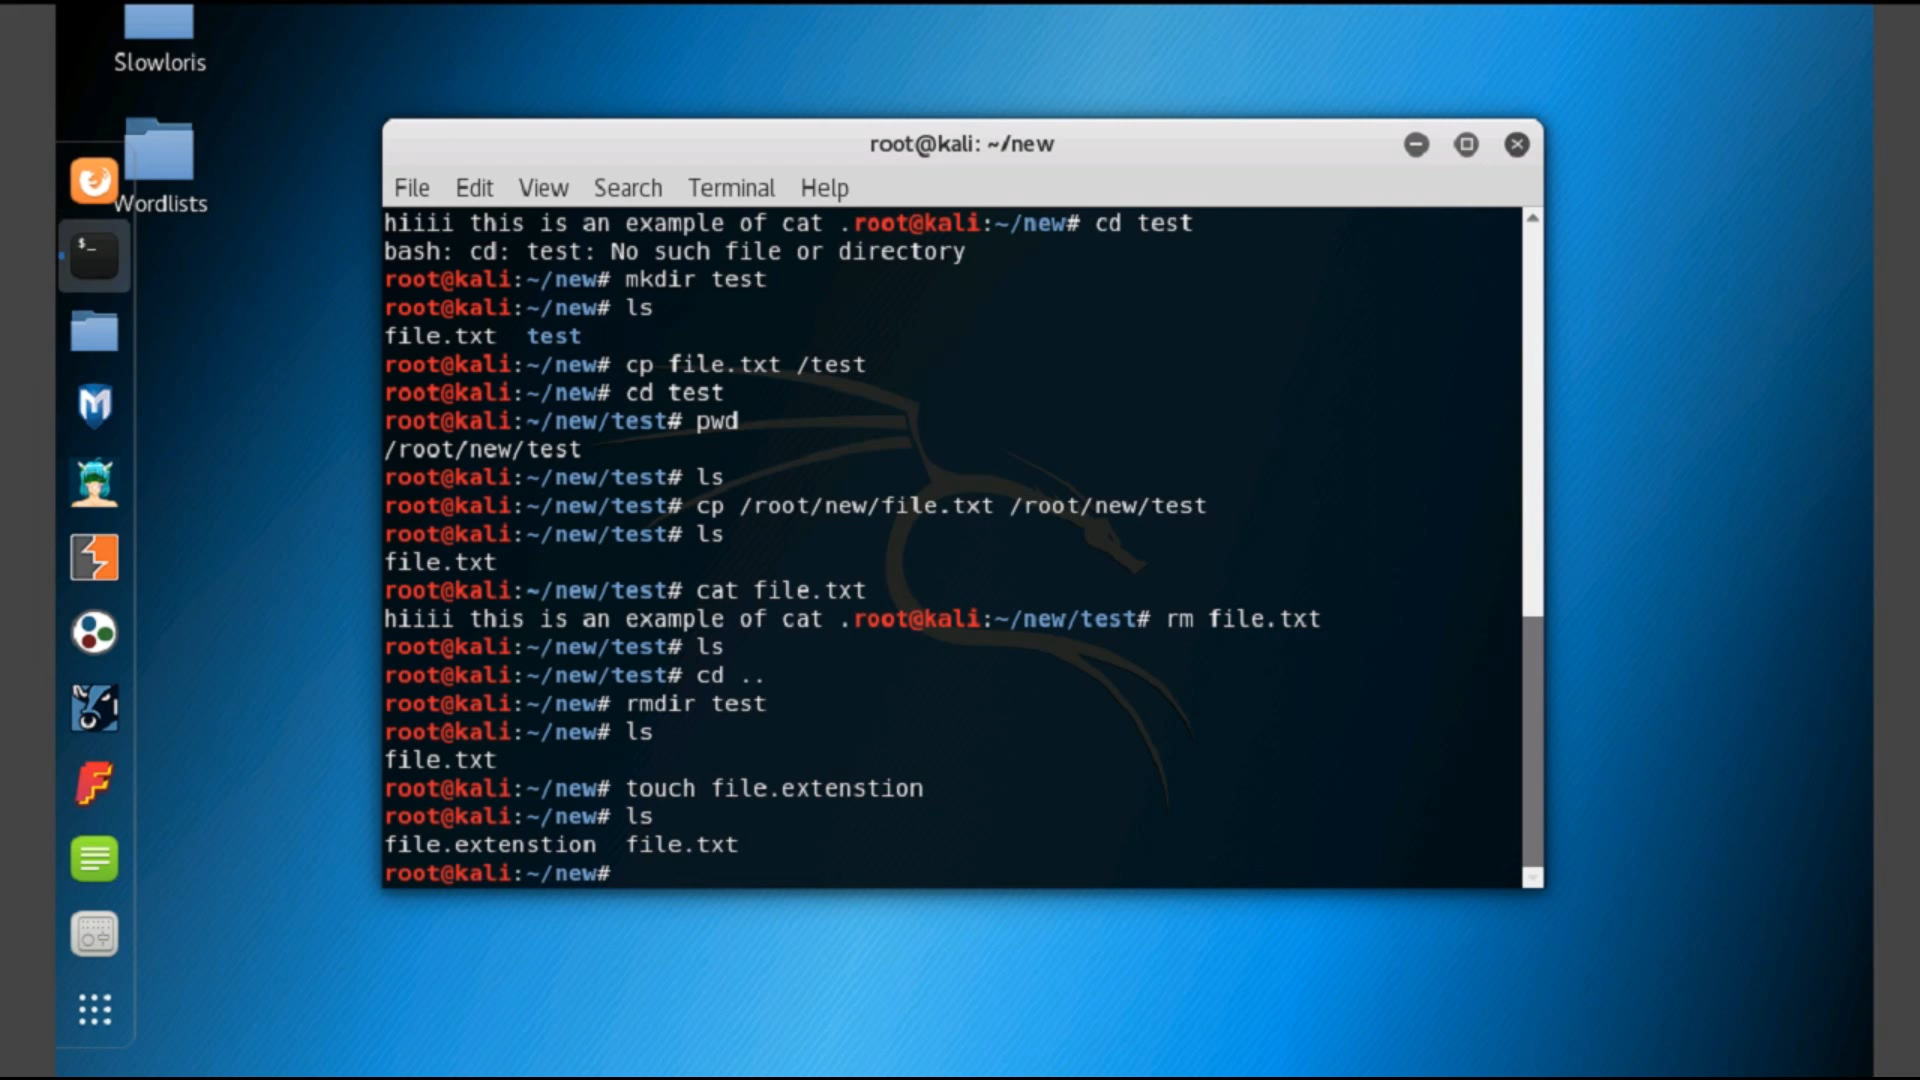 Slowloris
Wordlists
root@kali: ~/new
File Edit View Search Terminal Help
hiiii this is an example of cat .root@kali:~/new# cd test
bash: cd: test: No such file or directory
root@kali:~/new# mkdir test
root@kali:~/new# ls
file.txt  test
root@kali:~/new# cp file.txt /test
root@kali:~/new# cd test
root@kali:~/new/test# pwd
/root/new/test
root@kali:~/new/test# ls
root@kali:~/new/test# cp /root/new/file.txt /root/new/test
root@kali:~/new/test# ls
file.txt
root@kali:~/new/test# cat file.txt
hiiii this is an example of cat .root@kali:~/new/test# rm file.txt
root@kali:~/new/test# ls
root@kali:~/new/test# cd ..
root@kali:~/new# rmdir test
root@kali:~/new# ls
file.txt
root@kali:~/new# touch file.extenstion
root@kali:~/new# ls
file.extenstion  file.txt
root@kali:~/new#